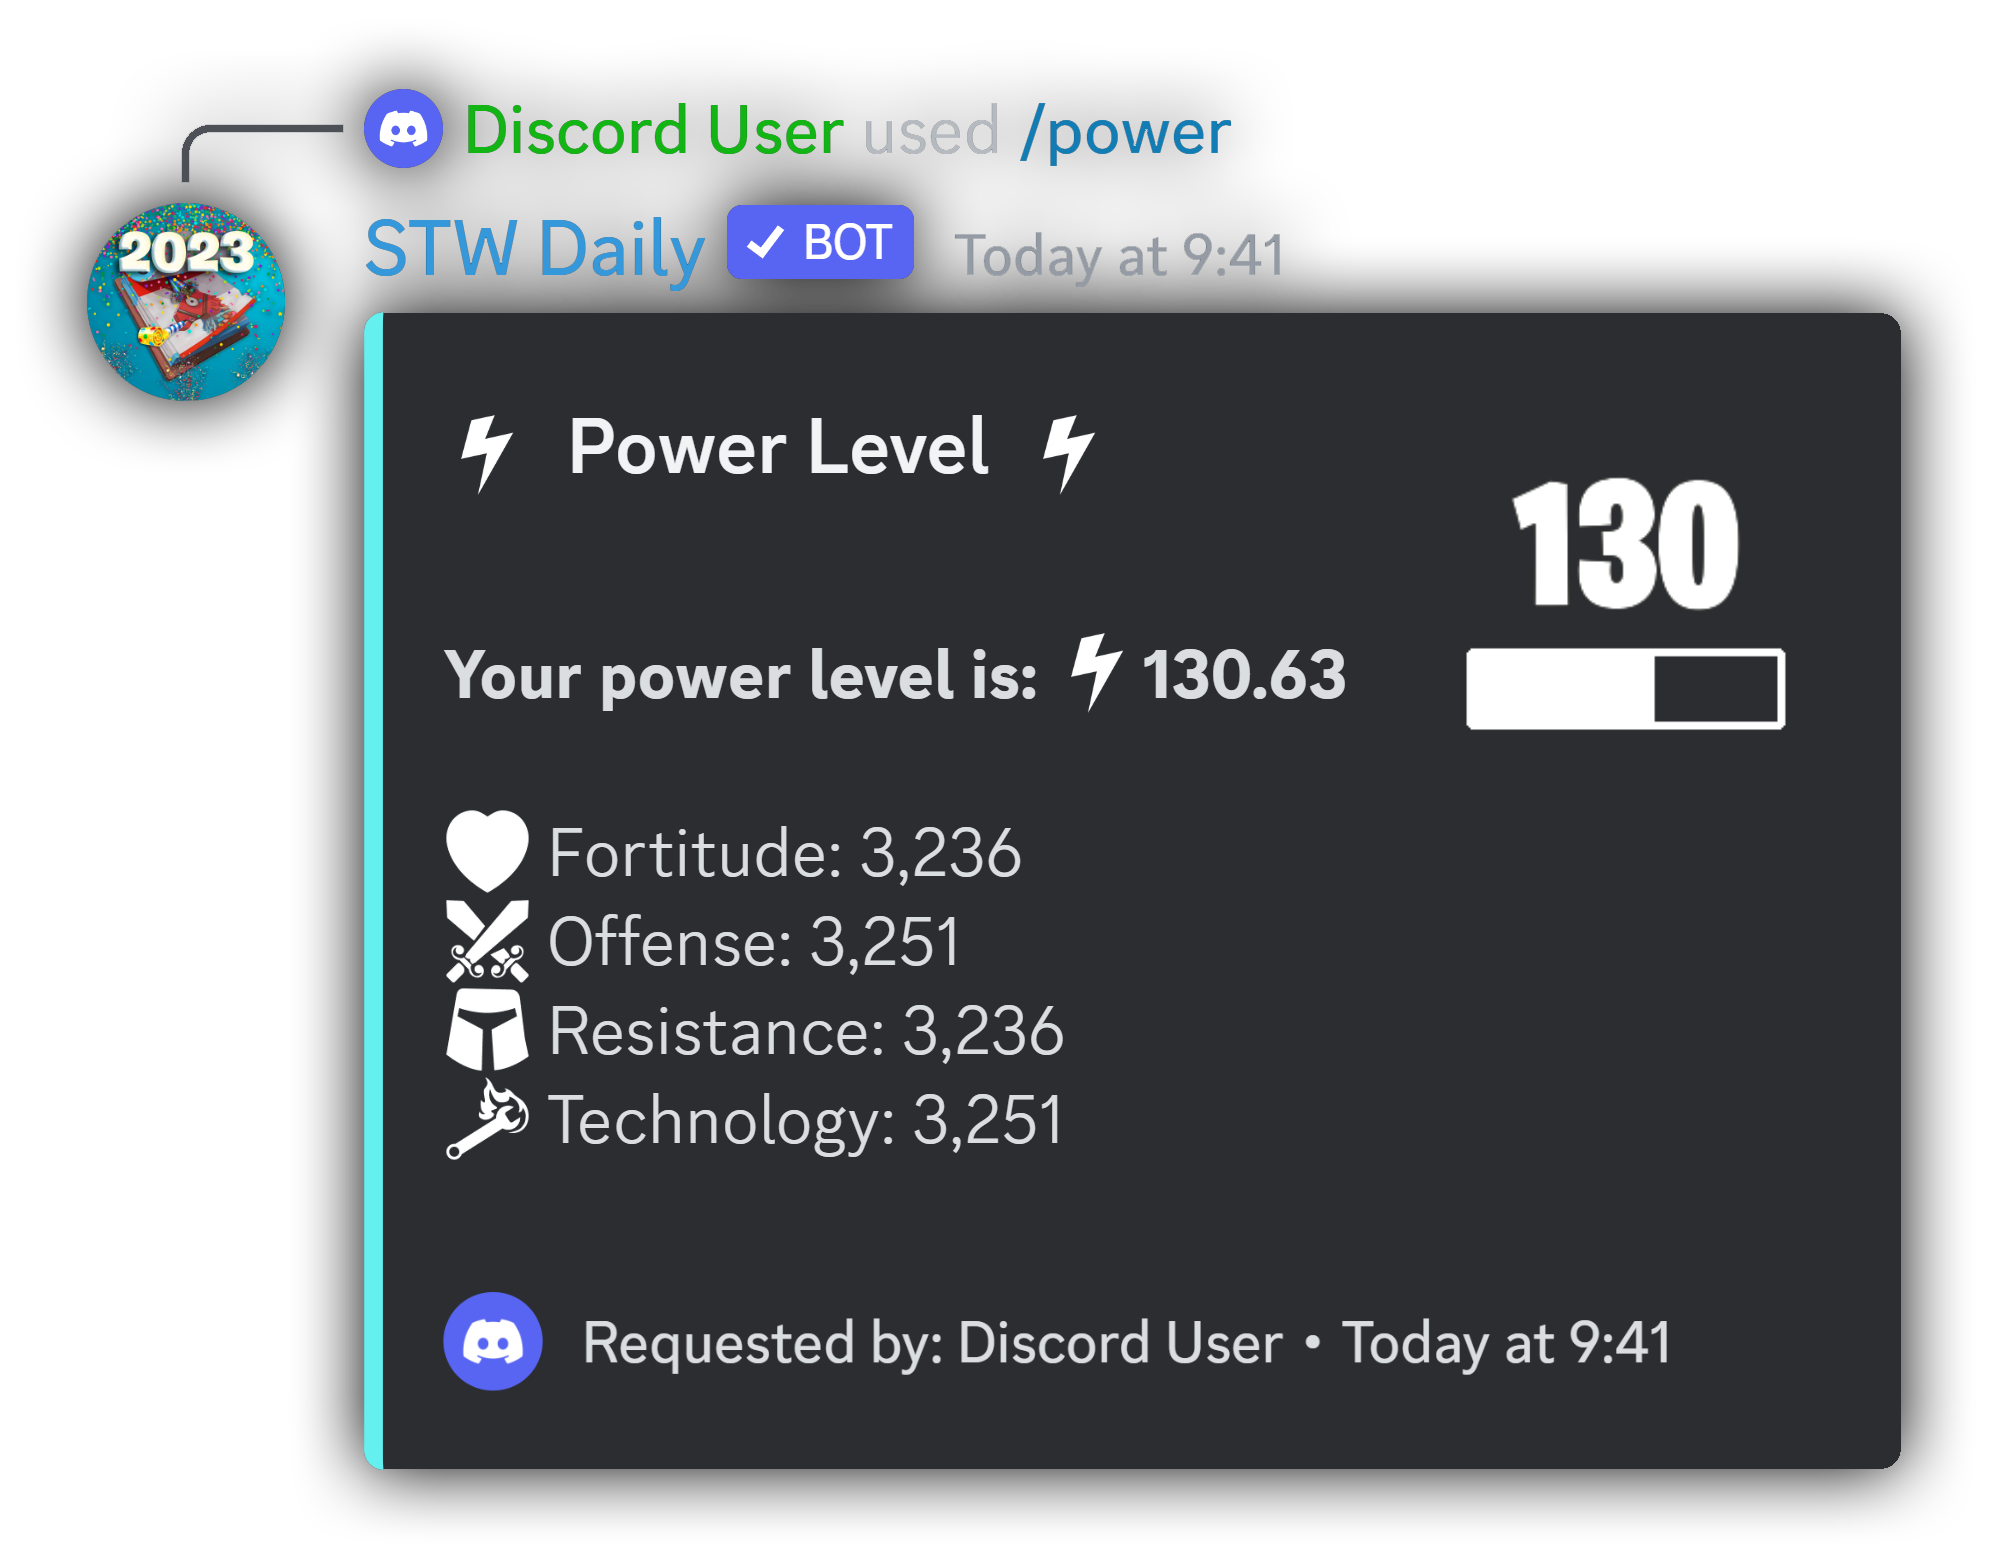 Discord User used /power
2023
STW Daily BOT Today at 9:41
Power Level
130
Your power level is: 130.63
Fortitude: 3,236
Offense: 3,251
Resistance: 3,236
Technology: 3,251
Requested by: Discord User • Today at 9:41